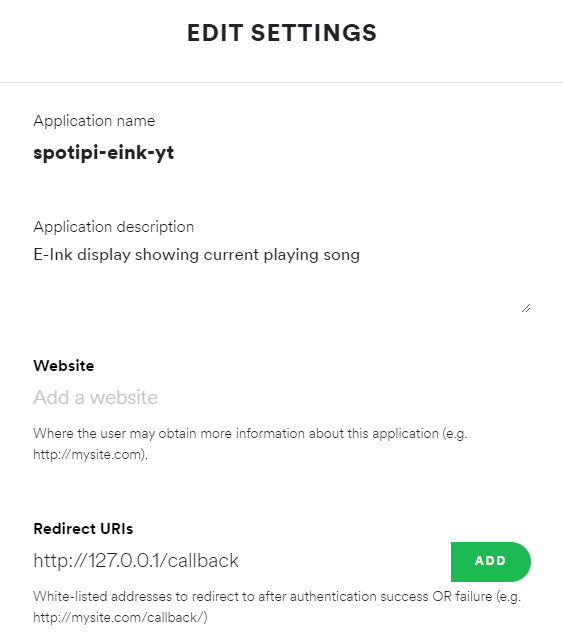 EDIT SETTINGS
Application name
spotipi-eink-yt
Application description
E-Ink display showing current playing song
Website
Add a website
Where the user may obtain more information about this application (e.g.
http://mysite.com).
Redirect URIs
http://127.0.0.1/callback
ADD
White-listed addresses to redirect to after authentication success OR failure (e.g.
http://mysite.com/callback/)